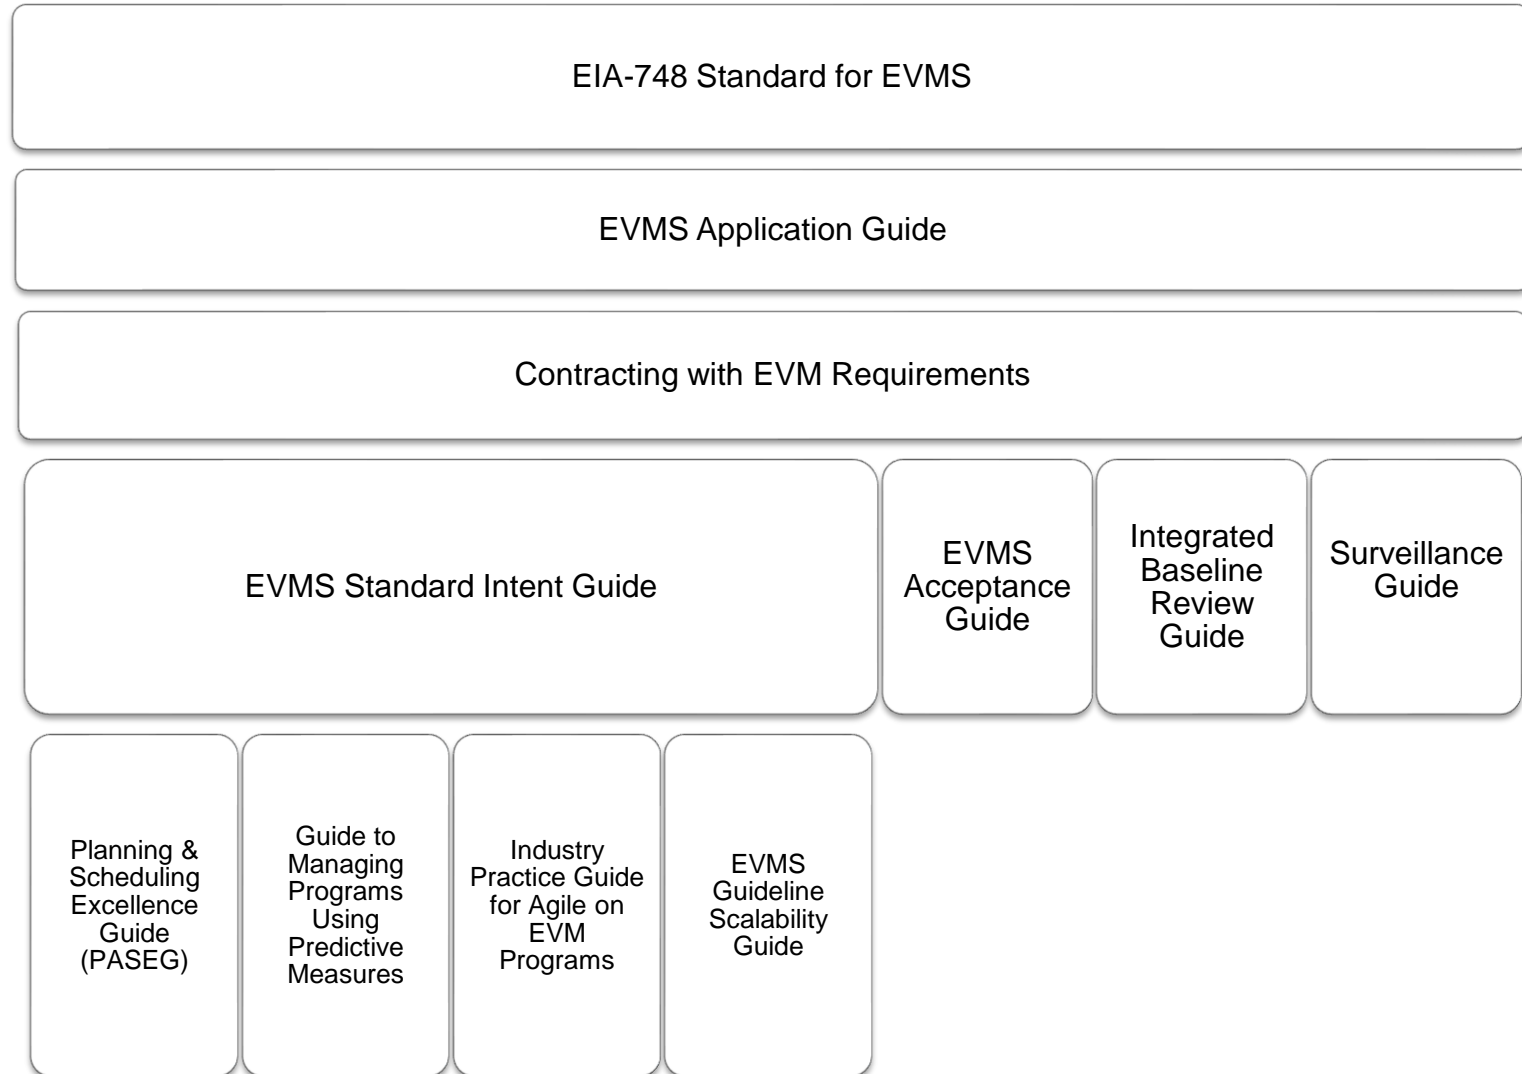 EIA-748 Standard for EVMS
EVMS Application Guide
Contracting with EVM Requirements
EVMS Standard Intent Guide
EVMS
Acceptance
Guide
Integrated
Baseline
Review
Guide
Surveillance
Guide
Planning &
Scheduling
Excellence
Guide
(PASEG)
Guide to
Managing
Programs
Using
Predictive
Measures
Industry
Practice Guide
for Agile on
EVM
Programs
EVMS
Guideline
Scalability
Guide